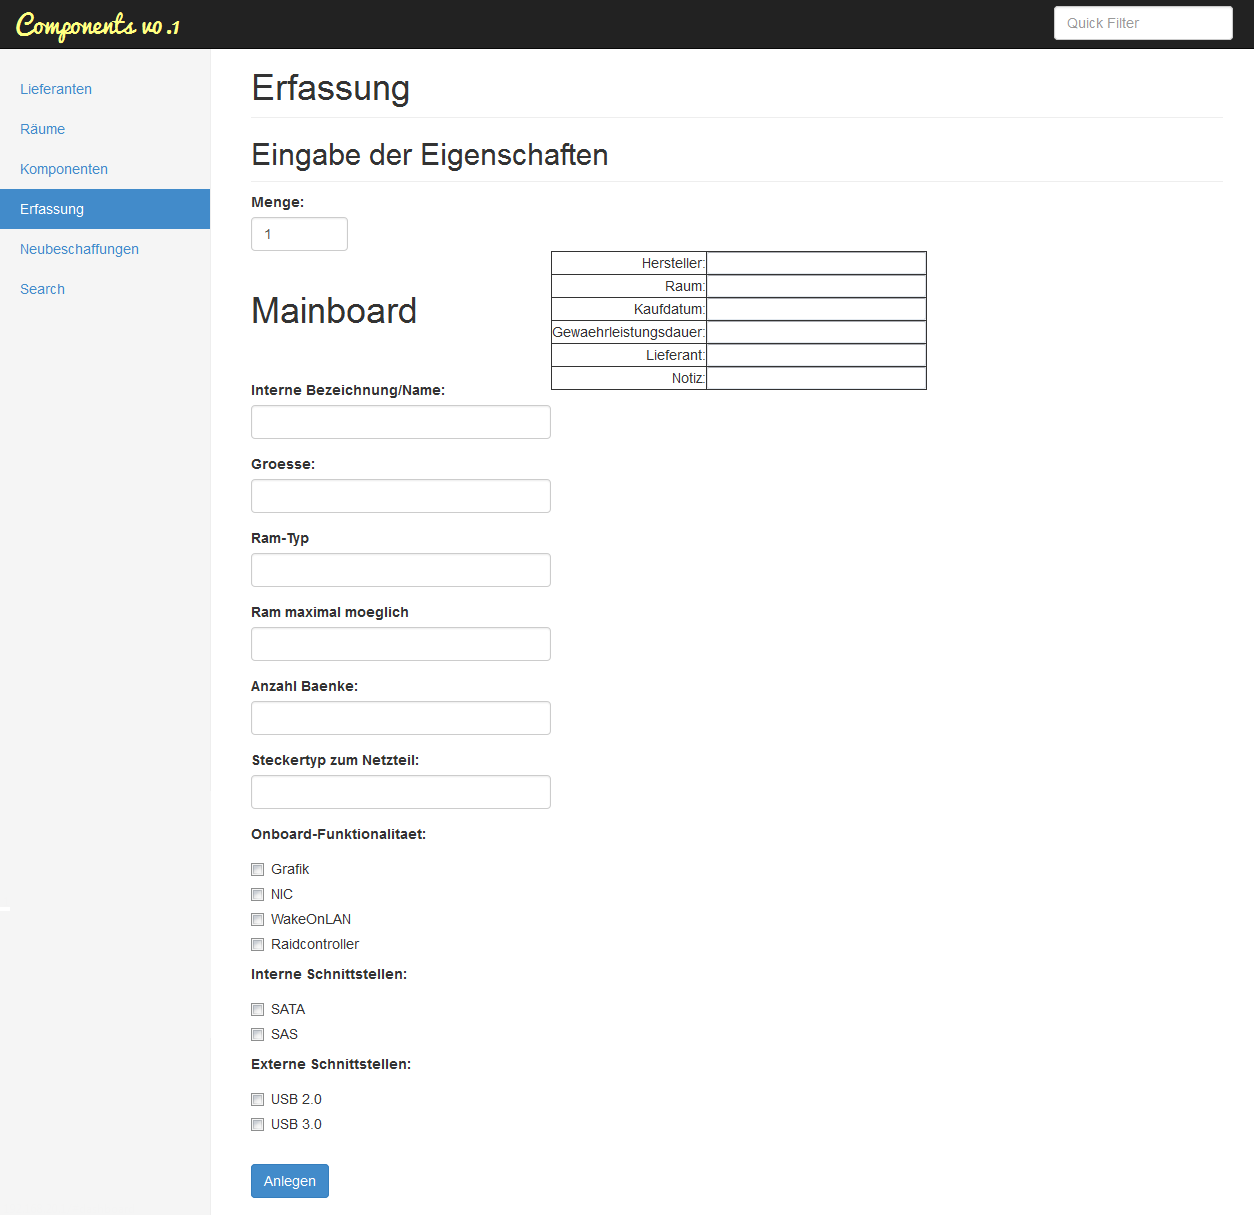 Components v0.1
Quick Filter
Lieferanten
Räume
Komponenten
Erfassung
Neubeschaffungen
Search
Erfassung
Eingabe der Eigenschaften
Menge:
1
Mainboard
Hersteller:
Raum:
Kaufdatum:
Gewaehrleistungsdauer:
Lieferant:
Notiz:
Interne Bezeichnung/Name:
Groesse:
Ram-Typ
Ram maximal moeglich
Anzahl Baenke:
Steckertyp zum Netzteil:
Onboard-Funktionalitaet:
Grafik
NIC
WakeOnLAN
Raidcontroller
Interne Schnittstellen:
SATA
SAS
Externe Schnittstellen:
USB 2.0
USB 3.0
Anlegen